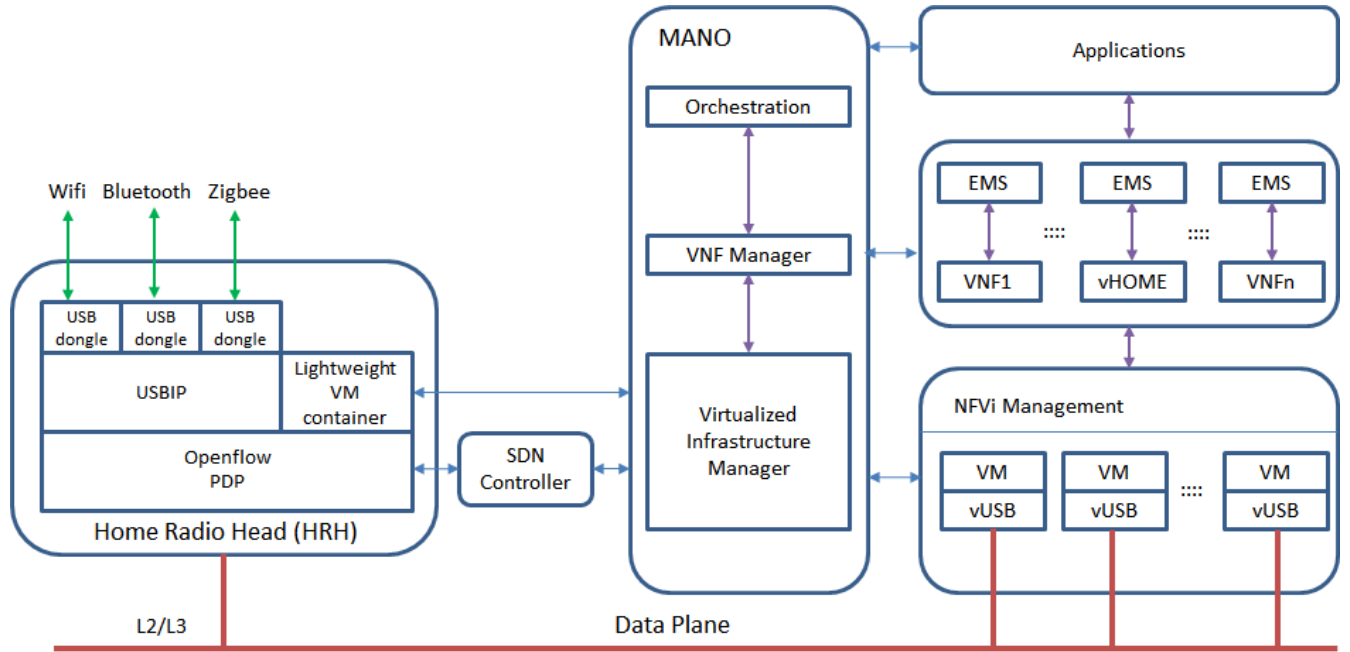 MANO
Applications
Orchestration
EMS
EMS
EMS
Wifi
Bluetooth
Zigbee
::::
::::
VNF Manager
VNF1
vHOME
VNFn
USB
dongle
USB
dongle
USB
dongle
USBIP
Lightweight
VM
container
Virtualized
Infrastructure
Manager
NFVi Management
Openflow
PDP
SDN
Controller
VM
VM
VM
::::
vUSB
vUSB
vUSB
Home Radio Head (HRH)
L2/L3
Data Plane